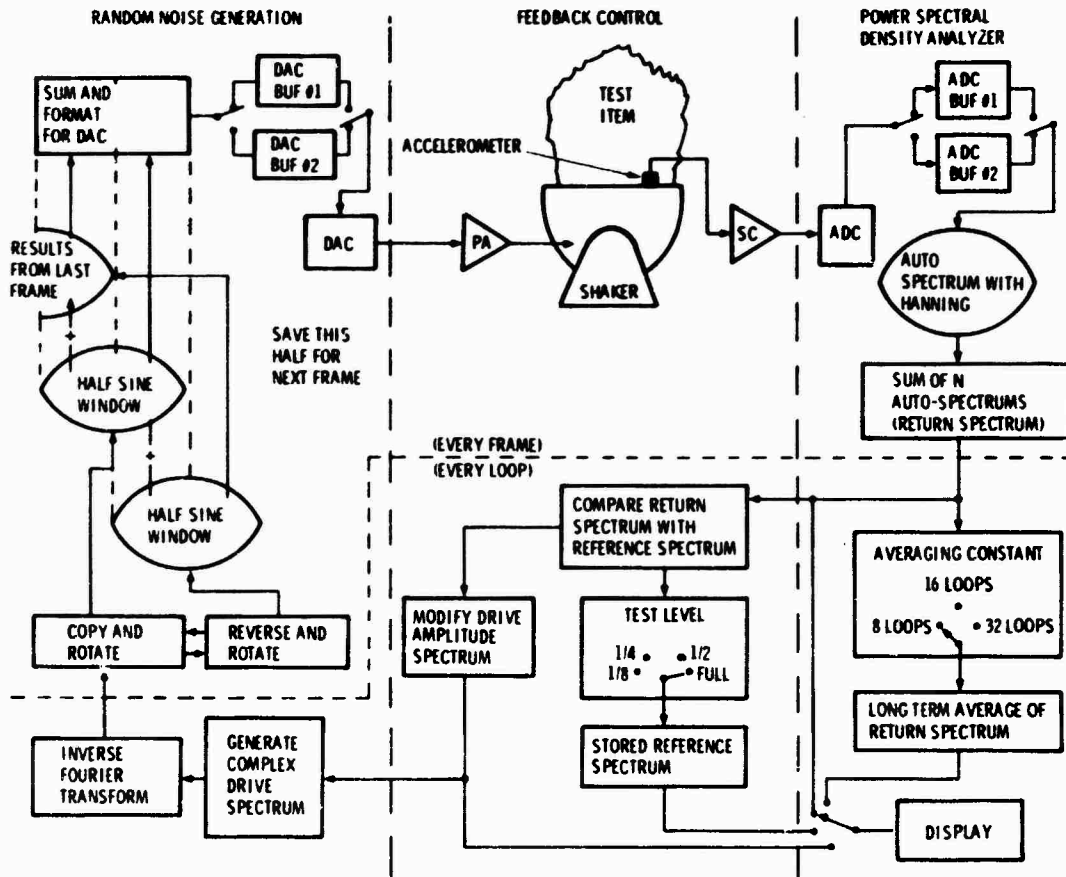 RANDOM NOISE GENERATION
FEEDBACK CONTROL
POWER SPECTRAL
DENSITY ANALYZER
SUM AND
FORMAT
FOR DAC
DAC
BUF #1
DAC
BUF #2
TEST
ITEM
ACCELEROMETER
ADC
BUF #1
ADC
BUF #2
DAC
PA
SC
ADC
RESULTS
FROM LAST
FRAME
SHAKER
AUTO
SPECTRUM WITH
HANNING
SAVE THIS
HALF FOR
NEXT FRAME
HALF SINE
WINDOW
SUM OF N
AUTO-SPECTRUMS
(RETURN SPECTRUM)
(EVERY FRAME)
(EVERY LOOP)
HALF SINE
WINDOW
COMPARE RETURN
SPECTRUM WITH
REFERENCE SPECTRUM
AVERAGING CONSTANT
16 LOOPS
8 LOOPS
32 LOOPS
COPY AND
ROTATE
REVERSE AND
ROTATE
MODIFY DRIVE
AMPLITUDE
SPECTRUM
TEST LEVEL
1/4
1/2
1/8
FULL
LONG TERM AVERAGE OF
RETURN SPECTRUM
INVERSE
FOURIER
TRANSFORM
GENERATE
COMPLEX
DRIVE
SPECTRUM
STORED REFERENCE
SPECTRUM
DISPLAY